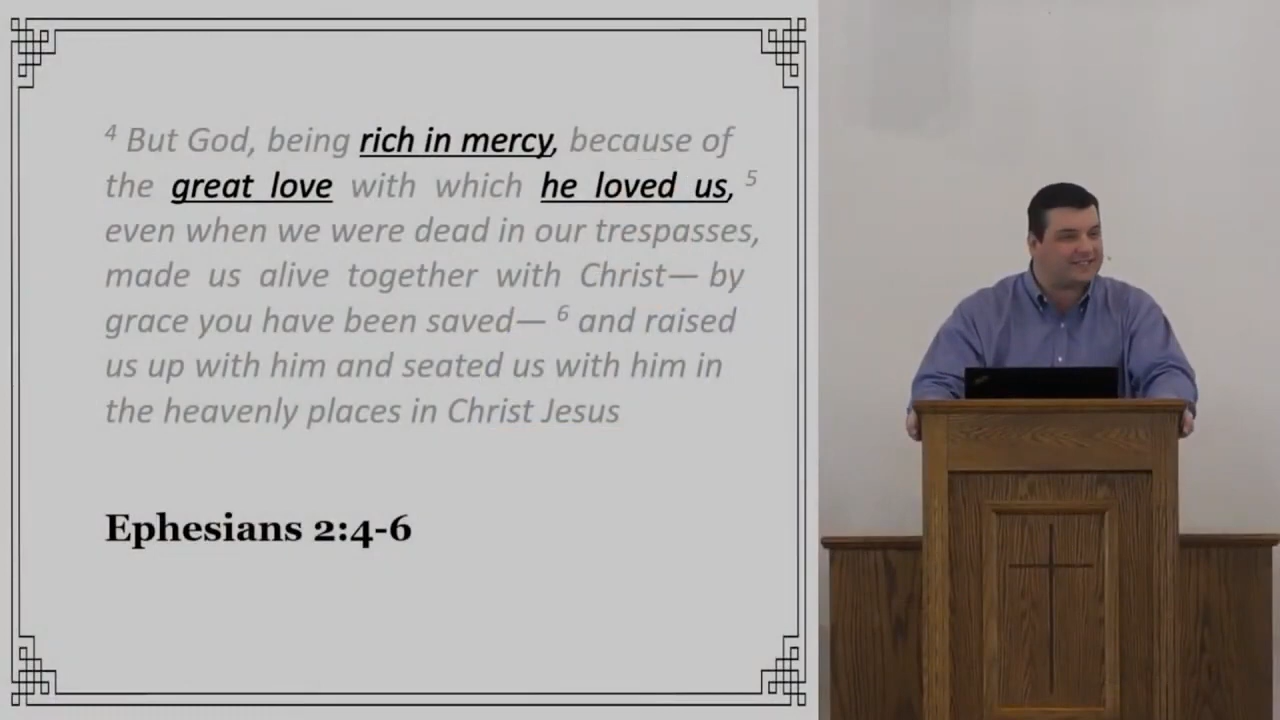 4 But God, being rich in mercy, because of
the great love with which he loved us, 5
even when we were dead in our trespasses,
made us alive together with Christ— by
grace you have been saved— 6 and raised
us up with him and seated us with him in
the heavenly places in Christ Jesus
Ephesians 2:4-6